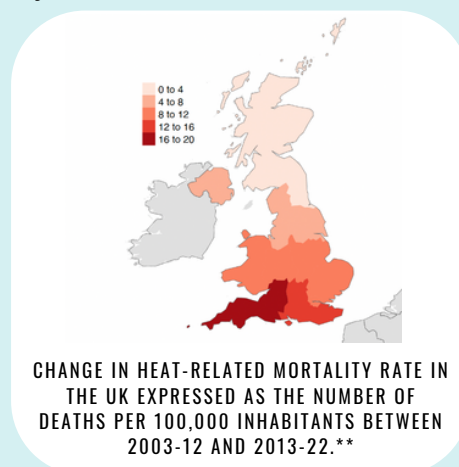 0 to 4
4 to 8
8 to 12
12 to 16
16 to 20
CHANGE IN HEAT-RELATED MORTALITY RATE IN
THE UK EXPRESSED AS THE NUMBER OF
DEATHS PER 100,000 INHABITANTS BETWEEN
2003-12 AND 2013-22.**